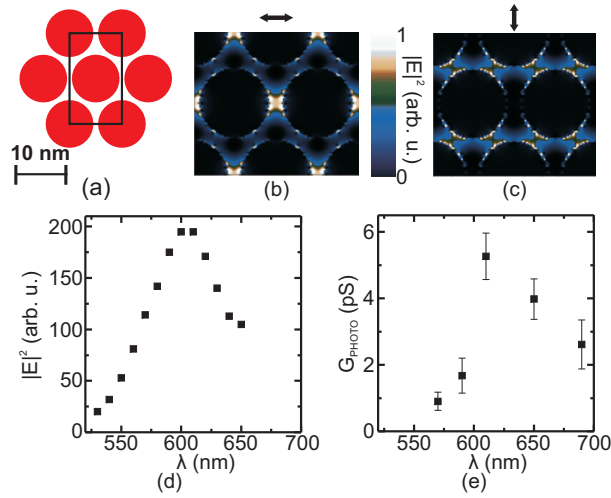 10 nm
(a)
(b)
1
|E|² (arb. u.)
0
(c)
200
150
100
50
0
|E|² (arb. u.)
550 600 650 700
λ (nm)
(d)
6
4
2
0
G_PHOTO (pS)
550 600 650 700
λ (nm)
(e)